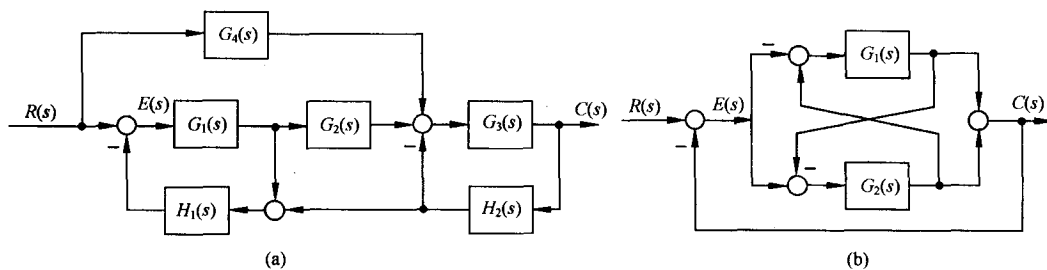 G₄(s)
R(s)
E(s)
G₁(s)
G₂(s)
G₃(s)
C(s)
−
−
H₁(s)
H₂(s)
(a)
−
G₁(s)
R(s)
E(s)
C(s)
−
−
G₂(s)
(b)